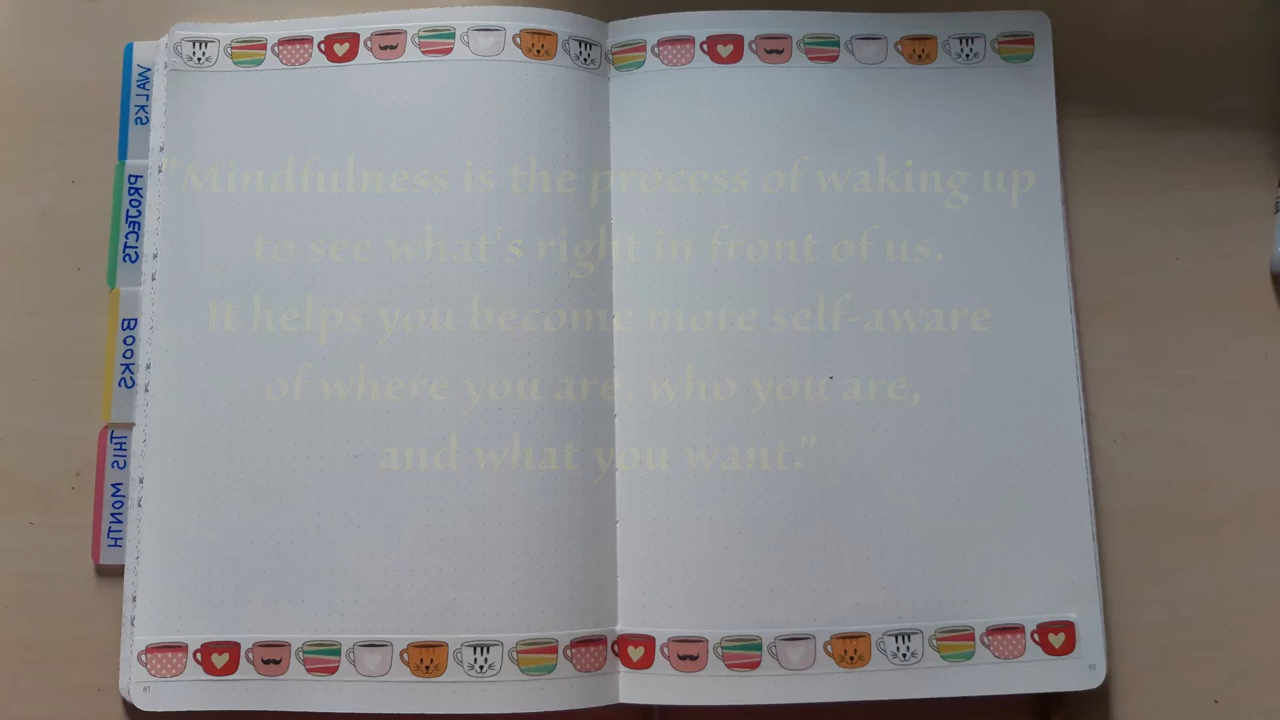 WALKS
PROJECTS
BOOKS
THIS MONTH
"Mindfulness is the process of waking up
to see what's right in front of us.
It helps you become more self-aware
of where you are, who you are,
and what you want."
81
82